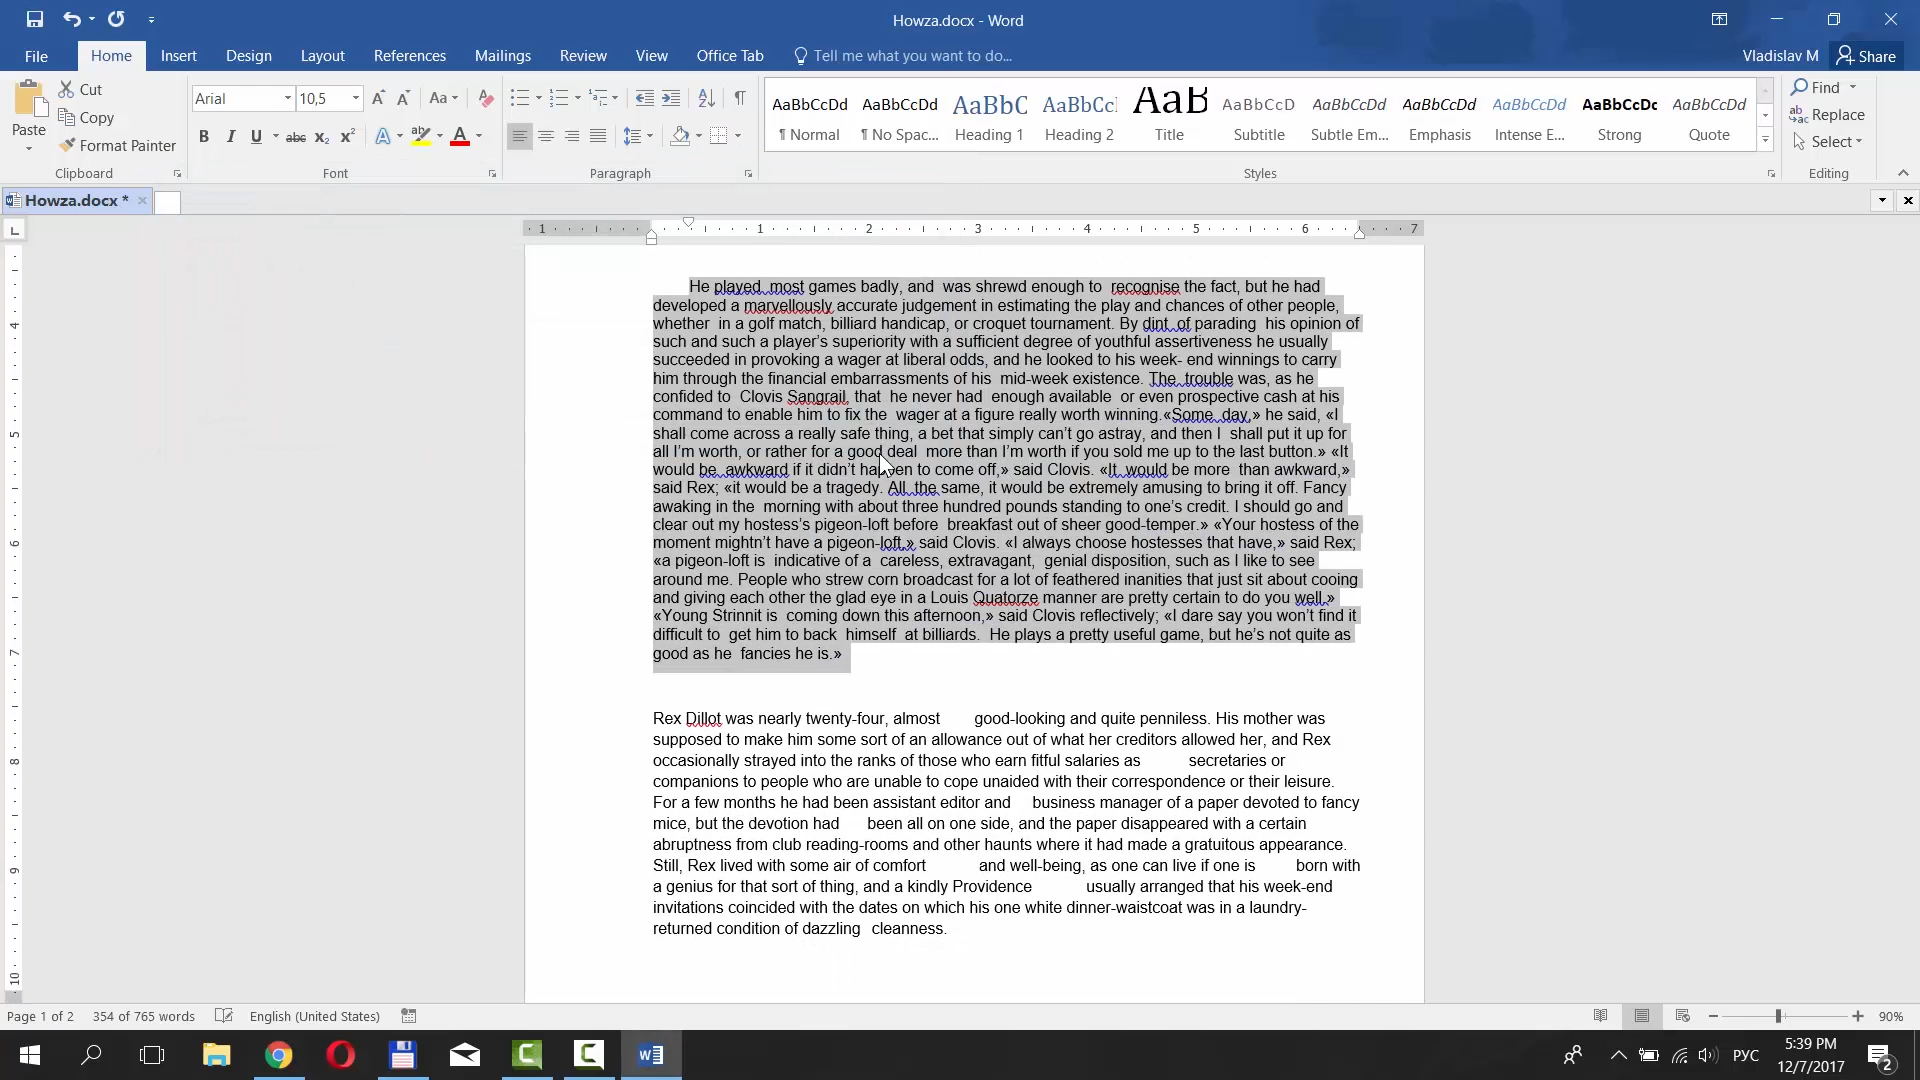 Howza.docx - Word
File Home Insert Design Layout References Mailings Review View Office Tab Tell me what you want to do... Vladislav M Share
Paste
Cut
Copy
Format Painter
Clipboard
Arial 10,5
Font
Paragraph
AaBbCcDd AaBbCcDd AaBbC AaBbCc AaB AaBbCcD AaBbCcDd AaBbCcDd AaBbCcDd AaBbCcDc AaBbCcDd
¶ Normal ¶ No Spac... Heading 1 Heading 2 Title Subtitle Subtle Em... Emphasis Intense E... Strong Quote
Styles
Find
Replace
Select
Editing
Howza.docx *
1 1 2 3 4 5 6 7
He played most games badly, and was shrewd enough to recognise the fact, but he had
developed a marvellously accurate judgement in estimating the play and chances of other people,
whether in a golf match, billiard handicap, or croquet tournament. By dint of parading his opinion of
such and such a player’s superiority with a sufficient degree of youthful assertiveness he usually
succeeded in provoking a wager at liberal odds, and he looked to his week- end winnings to carry
him through the financial embarrassments of his mid-week existence. The trouble was, as he
confided to Clovis Sangrail, that he never had enough available or even prospective cash at his
command to enable him to fix the wager at a figure really worth winning.«Some day,» he said, «I
shall come across a really safe thing, a bet that simply can’t go astray, and then I shall put it up for
all I’m worth, or rather for a good deal more than I’m worth if you sold me up to the last button.» «It
would be awkward if it didn’t happen to come off,» said Clovis. «It would be more than awkward,»
said Rex; «it would be a tragedy. All the same, it would be extremely amusing to bring it off. Fancy
awaking in the morning with about three hundred pounds standing to one’s credit. I should go and
clear out my hostess’s pigeon-loft before breakfast out of sheer good-temper.» «Your hostess of the
moment mightn’t have a pigeon-loft,» said Clovis. «I always choose hostesses that have,» said Rex;
«a pigeon-loft is indicative of a careless, extravagant, genial disposition, such as I like to see
around me. People who strew corn broadcast for a lot of feathered inanities that just sit about cooing
and giving each other the glad eye in a Louis Quatorze manner are pretty certain to do you well.»
«Young Strinnit is coming down this afternoon,» said Clovis reflectively; «I dare say you won’t find it
difficult to get him to back himself at billiards. He plays a pretty useful game, but he’s not quite as
good as he fancies he is.»
Rex Dillot was nearly twenty-four, almost good-looking and quite penniless. His mother was
supposed to make him some sort of an allowance out of what her creditors allowed her, and Rex
occasionally strayed into the ranks of those who earn fitful salaries as secretaries or
companions to people who are unable to cope unaided with their correspondence or their leisure.
For a few months he had been assistant editor and business manager of a paper devoted to fancy
mice, but the devotion had been all on one side, and the paper disappeared with a certain
abruptness from club reading-rooms and other haunts where it had made a gratuitous appearance.
Still, Rex lived with some air of comfort and well-being, as one can live if one is born with
a genius for that sort of thing, and a kindly Providence usually arranged that his week-end
invitations coincided with the dates on which his one white dinner-waistcoat was in a laundry-
returned condition of dazzling cleanness.
4
5
6
7
8
9
10
Page 1 of 2 354 of 765 words English (United States) 90%
РУС
5:39 PM
12/7/2017
2